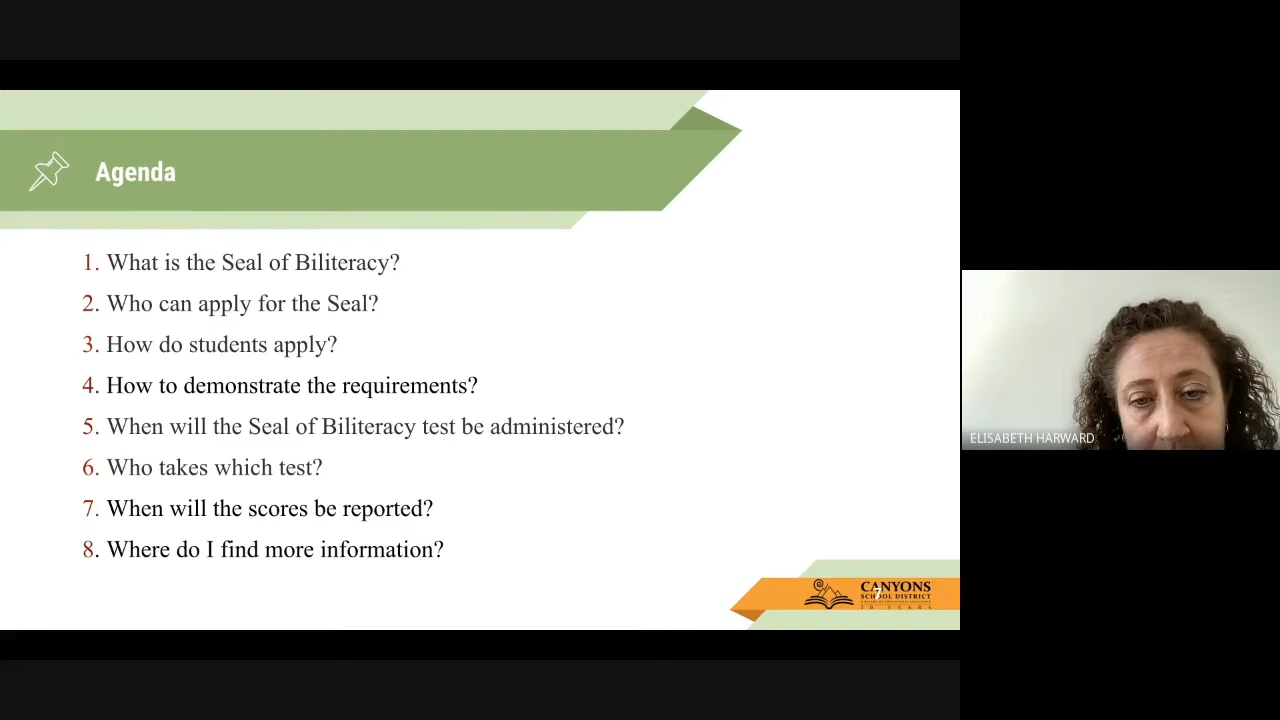 Agenda
1. What is the Seal of Biliteracy?
2. Who can apply for the Seal?
3. How do students apply?
4. How to demonstrate the requirements?
5. When will the Seal of Biliteracy test be administered?
6. Who takes which test?
7. When will the scores be reported?
8. Where do I find more information?
CANYONS
SCHOOL DISTRICT
7
ELISABETH HARWARD